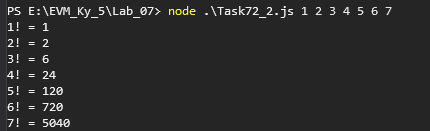 PS E:\EVM_Ky_5\Lab_07> node .\Task72_2.js 1 2 3 4 5 6 7
1! = 1
2! = 2
3! = 6
4! = 24
5! = 120
6! = 720
7! = 5040